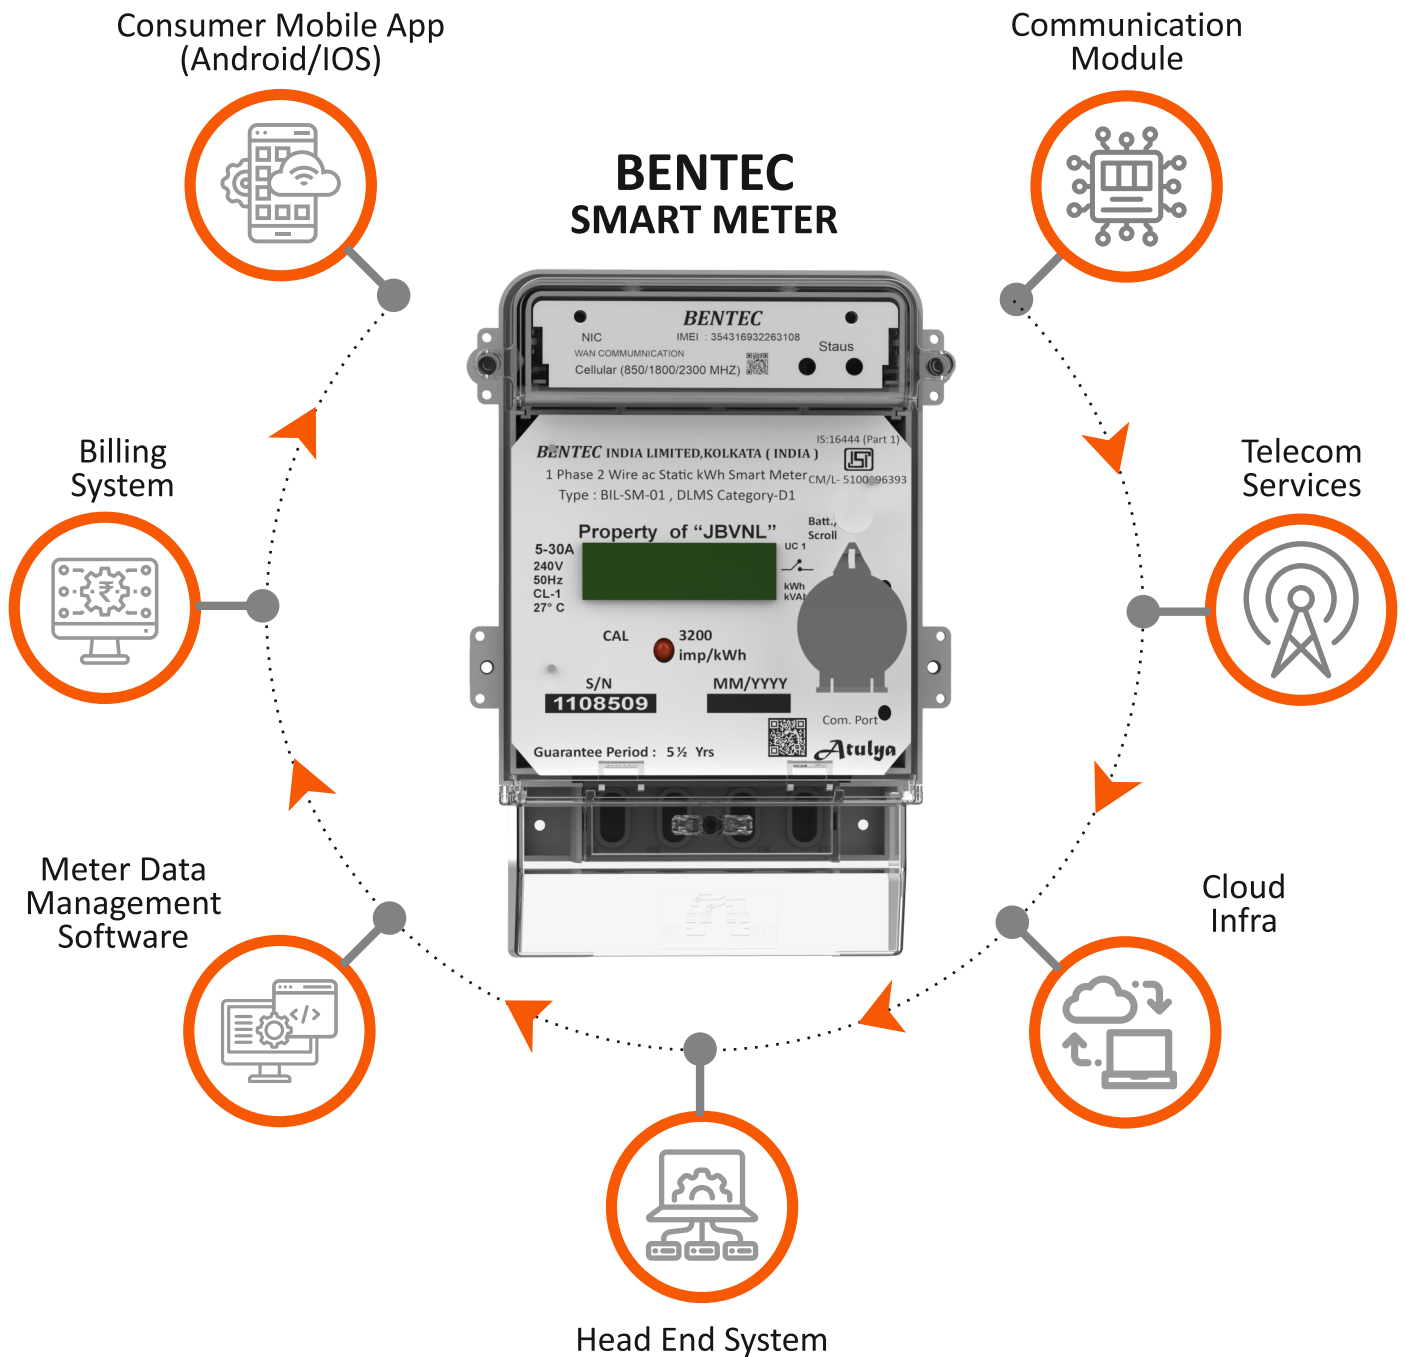 Consumer Mobile App
(Android/IOS)
Communication
Module
BENTEC
SMART METER
BENTEC
NIC
IMEI : 354316932263108
Staus
WAN COMMUMNICATION
Cellular (850/1800/2300 MHZ)
IS:16444 (Part 1)
BENTEC INDIA LIMITED,KOLKATA ( INDIA )
1 Phase 2 Wire ac Static kWh Smart Meter
CM/L-
Type : BIL-SM-01 , DLMS Category-D1
Billing
System
Telecom
Services
Property of “JBVNL”
Batt./
Scroll
5-30A
240V
50Hz
CL-1
27° C
UC 1
kWh
kVAh
₹
CAL
3200
imp/kWh
S/N
1108509
MM/YYYY
Com. Port
Guarantee Period : 5 ½ Yrs
Atulya
Meter Data
Management
Software
</>
Cloud
Infra
Head End System